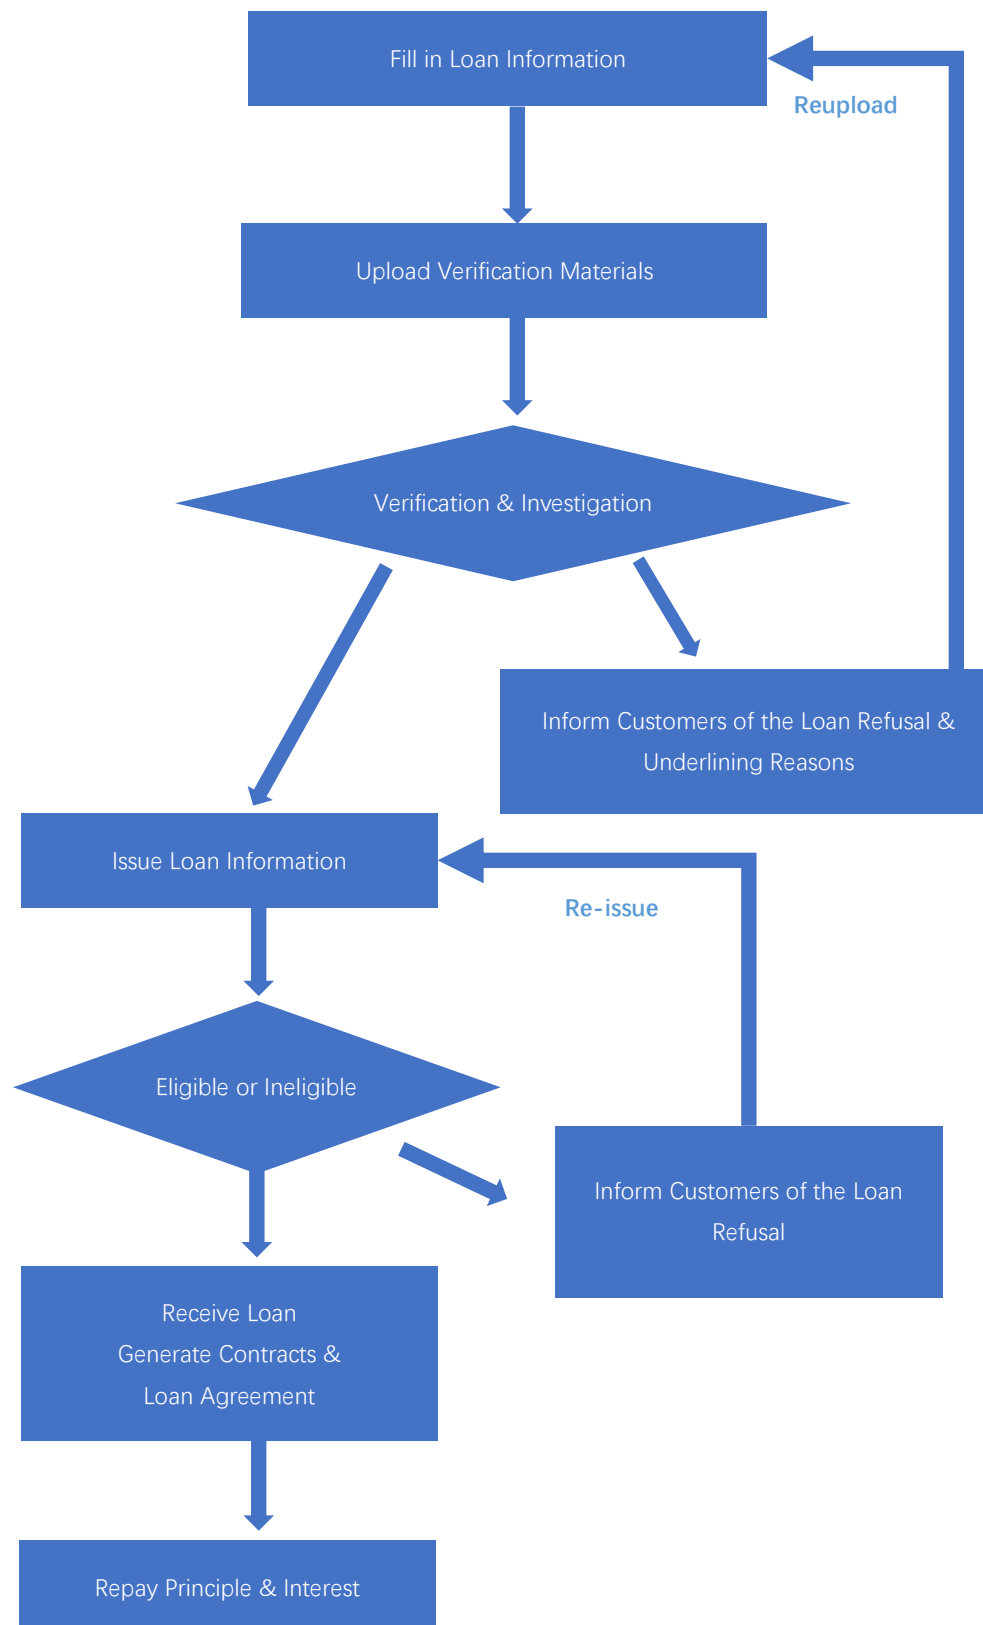 Fill in Loan Information
Reupload
Upload Verification Materials
Verification & Investigation
Inform Customers of the Loan Refusal &
Underlining Reasons
Issue Loan Information
Re-issue
Eligible or Ineligible
Inform Customers of the Loan
Refusal
Receive Loan
Generate Contracts &
Loan Agreement
Repay Principle & Interest